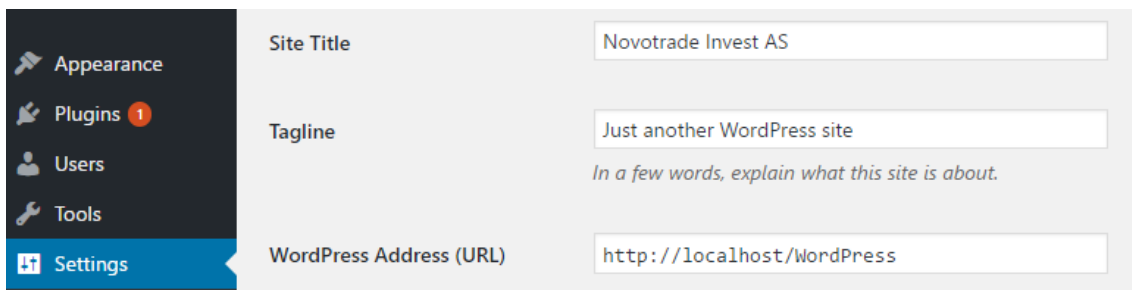 Appearance
Plugins 1
Users
Tools
Settings
Site Title
Novotrade Invest AS
Tagline
Just another WordPress site
In a few words, explain what this site is about.
WordPress Address (URL)
http://localhost/WordPress